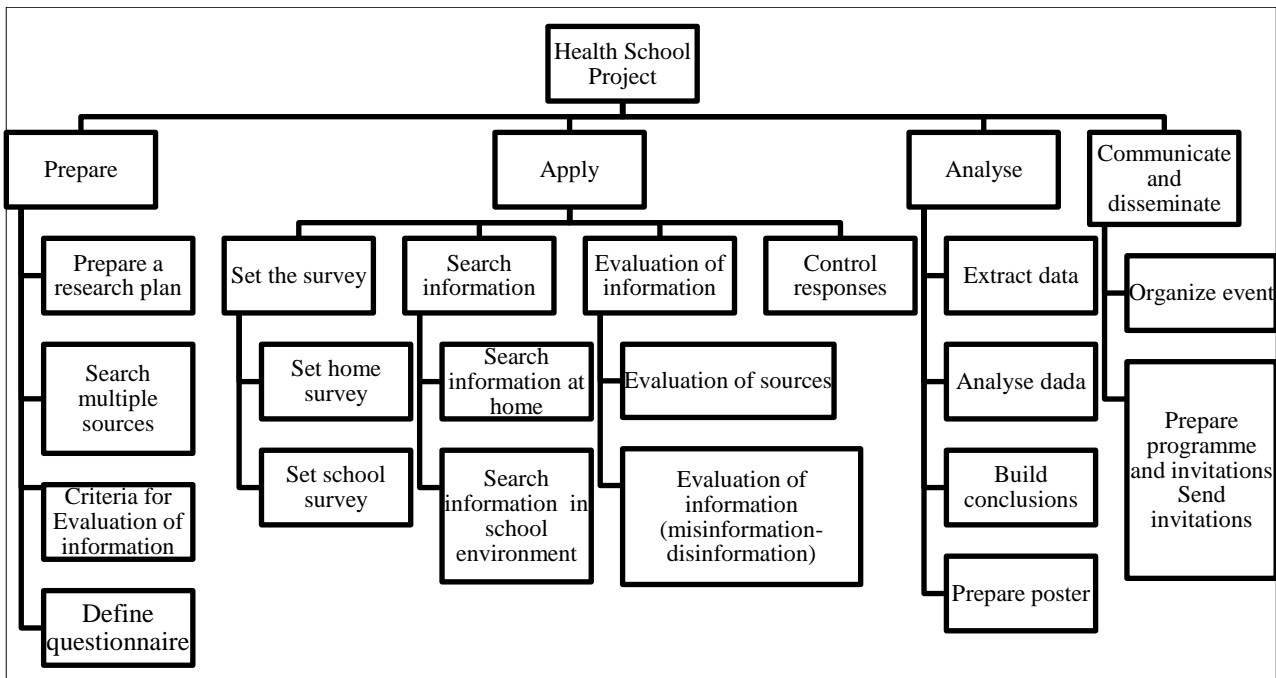 Health School
Project
Prepare
Apply
Analyse
Communicate
and
disseminate
Prepare a
research plan
Search
multiple
sources
Criteria for
Evaluation of
information
Define
questionnaire
Set the survey
Set home
survey
Set school
survey
Search
information
Search
information at
home
Search
information in
school
environment
Evaluation of
information
Evaluation of sources
Evaluation of
information
(misinformation-
disinformation)
Control
responses
Extract data
Analyse dada
Build
conclusions
Prepare poster
Organize event
Prepare
programme
and invitations
Send
invitations